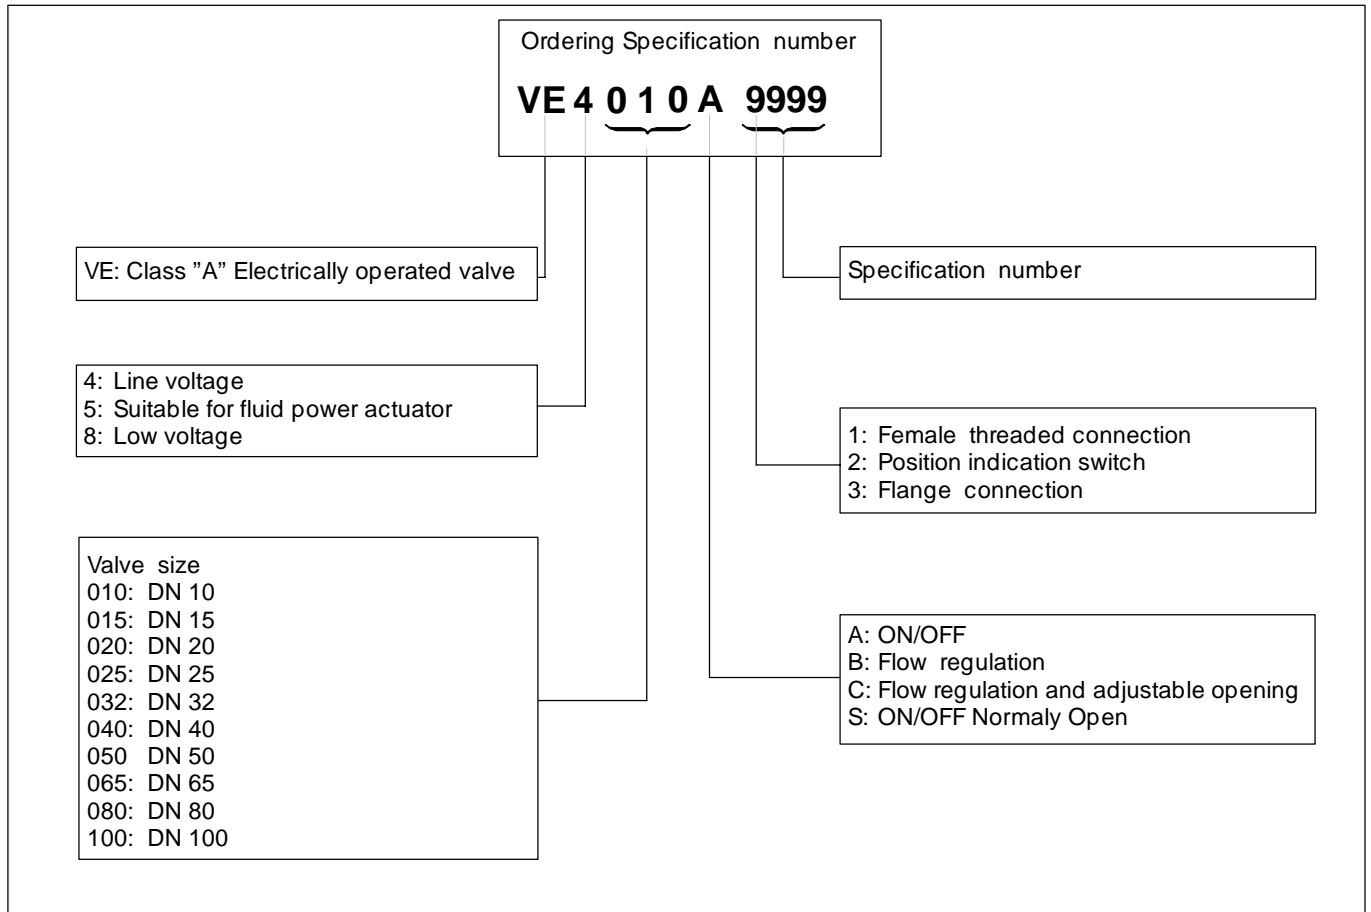 Ordering Specification number
VE 4 0 1 0 A 9999
VE: Class ”A” Electrically operated valve
4: Line voltage
5: Suitable for fluid power actuator
8: Low voltage
Valve size
010: DN 10
015: DN 15
020: DN 20
025: DN 25
032: DN 32
040: DN 40
050 DN 50
065: DN 65
080: DN 80
100: DN 100
Specification number
1: Female threaded connection
2: Position indication switch
3: Flange connection
A: ON/OFF
B: Flow regulation
C: Flow regulation and adjustable opening
S: ON/OFF Normaly Open